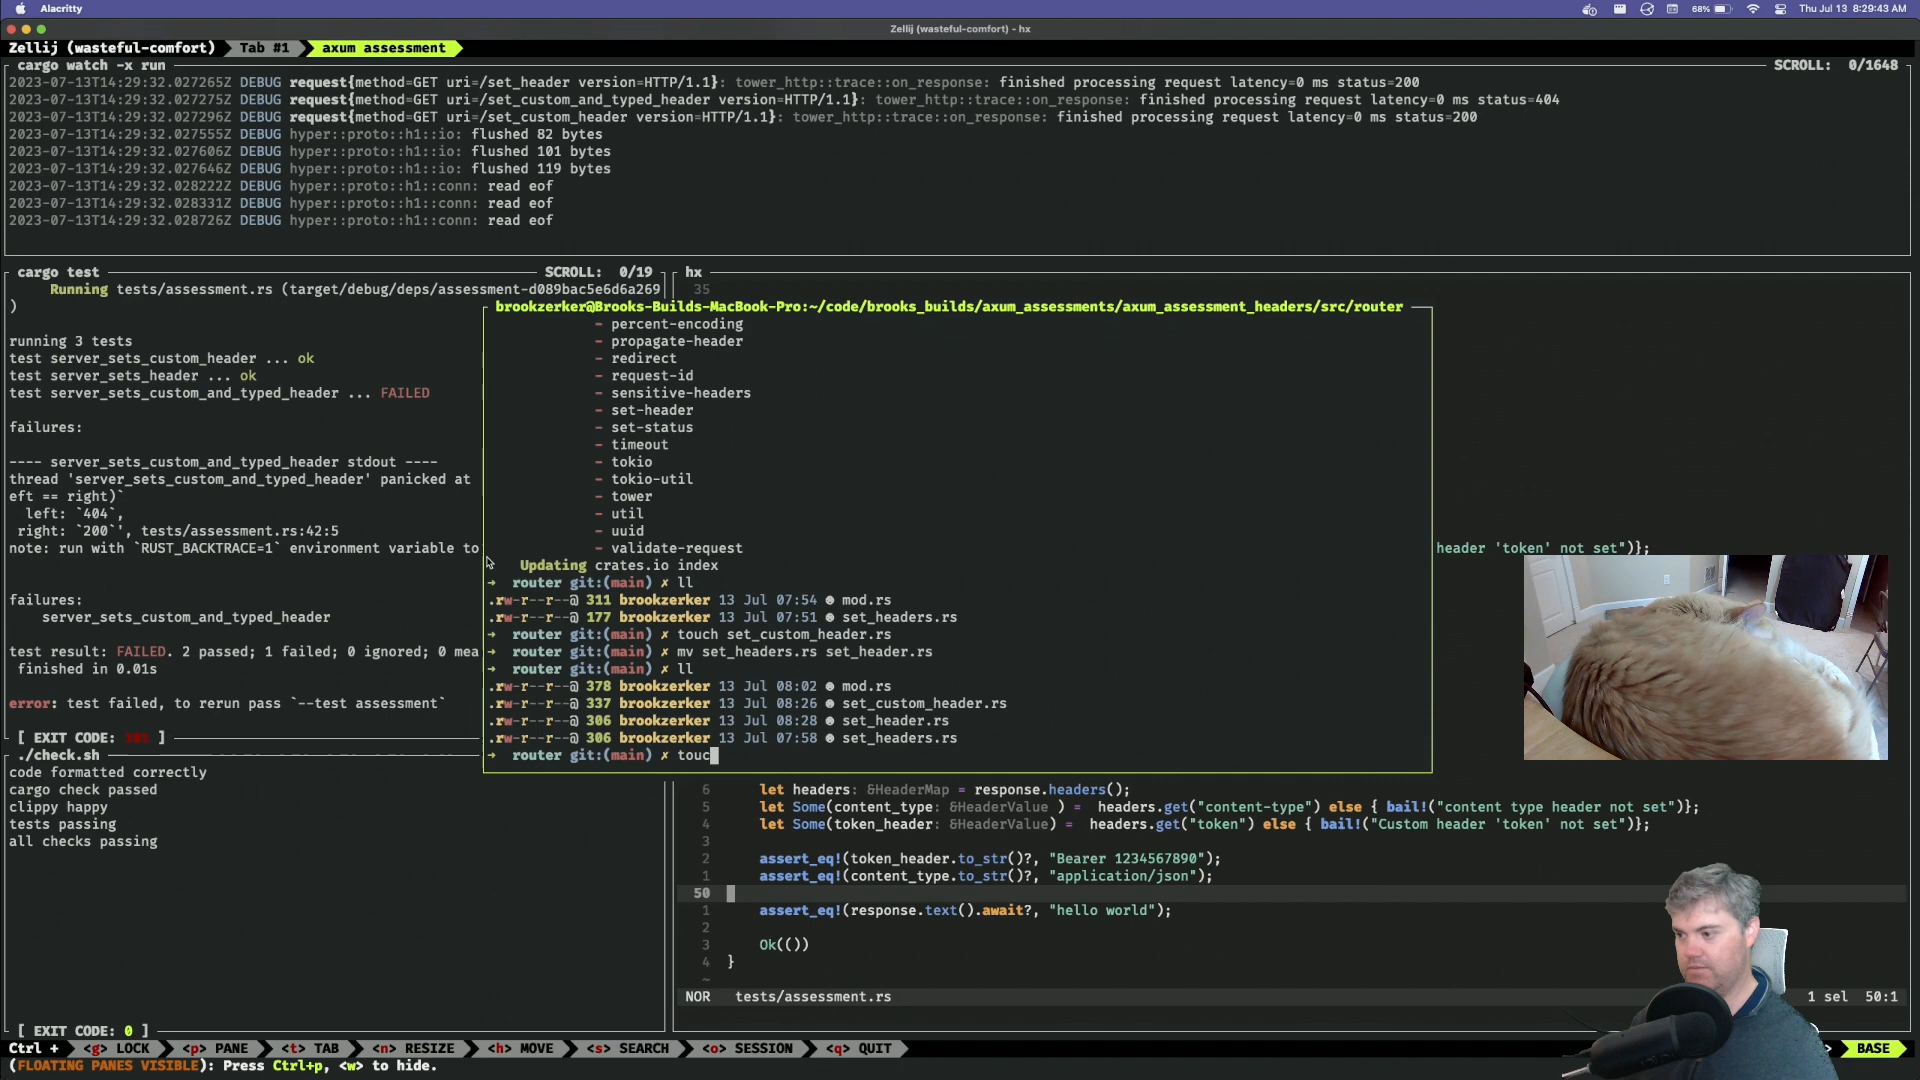 Alacritty
68%
Thu Jul 13 8:29:43 AM
Zellij (wasteful-comfort) - hx
Zellij (wasteful-comfort) Tab #1 axum assessment
cargo watch -x run SCROLL: 0/1648
2023-07-13T14:29:32.027265Z DEBUG request{method=GET uri=/set_header version=HTTP/1.1}: tower_http::trace::on_response: finished processing request latency=0 ms status=200
2023-07-13T14:29:32.027275Z DEBUG request{method=GET uri=/set_custom_and_typed_header version=HTTP/1.1}: tower_http::trace::on_response: finished processing request latency=0 ms status=404
2023-07-13T14:29:32.027296Z DEBUG request{method=GET uri=/set_custom_header version=HTTP/1.1}: tower_http::trace::on_response: finished processing request latency=0 ms status=200
2023-07-13T14:29:32.027555Z DEBUG hyper::proto::h1::io: flushed 82 bytes
2023-07-13T14:29:32.027606Z DEBUG hyper::proto::h1::io: flushed 101 bytes
2023-07-13T14:29:32.027646Z DEBUG hyper::proto::h1::io: flushed 119 bytes
2023-07-13T14:29:32.028222Z DEBUG hyper::proto::h1::conn: read eof
2023-07-13T14:29:32.028331Z DEBUG hyper::proto::h1::conn: read eof
2023-07-13T14:29:32.028726Z DEBUG hyper::proto::h1::conn: read eof
cargo test SCROLL: 0/19
Running tests/assessment.rs (target/debug/deps/assessment-d089bac5e6d6a269
)
running 3 tests
test server_sets_custom_header ... ok
test server_sets_header ... ok
test server_sets_custom_and_typed_header ... FAILED
failures:
---- server_sets_custom_and_typed_header stdout ----
thread 'server_sets_custom_and_typed_header' panicked at
eft == right)`
left: `404`,
right: `200`', tests/assessment.rs:42:5
note: run with `RUST_BACKTRACE=1` environment variable to
failures:
server_sets_custom_and_typed_header
test result: FAILED. 2 passed; 1 failed; 0 ignored; 0 mea
finished in 0.01s
error: test failed, to rerun pass `--test assessment`
[ EXIT CODE: 101 ]
./check.sh
code formatted correctly
cargo check passed
clippy happy
tests passing
all checks passing
[ EXIT CODE: 0 ]
hx
35
brookzerker@Brooks-Builds-MacBook-Pro:~/code/brooks_builds/axum_assessments/axum_assessment_headers/src/router
- percent-encoding
- propagate-header
- redirect
- request-id
- sensitive-headers
- set-header
- set-status
- timeout
- tokio
- tokio-util
- tower
- util
- uuid
- validate-request
Updating crates.io index
→ router git:(main) ✗ ll
.rw-r--r--@ 311 brookzerker 13 Jul 07:54 mod.rs
.rw-r--r--@ 177 brookzerker 13 Jul 07:51 set_headers.rs
→ router git:(main) ✗ touch set_custom_header.rs
→ router git:(main) ✗ mv set_headers.rs set_header.rs
→ router git:(main) ✗ ll
.rw-r--r--@ 378 brookzerker 13 Jul 08:02 mod.rs
.rw-r--r--@ 337 brookzerker 13 Jul 08:26 set_custom_header.rs
.rw-r--r--@ 306 brookzerker 13 Jul 08:28 set_header.rs
.rw-r--r--@ 306 brookzerker 13 Jul 07:58 set_headers.rs
→ router git:(main) ✗ touc
header 'token' not set")};
6 let headers: &HeaderMap = response.headers();
5 let Some(content_type: &HeaderValue ) = headers.get("content-type") else { bail!("content type header not set")};
4 let Some(token_header: &HeaderValue) = headers.get("token") else { bail!("Custom header 'token' not set")};
3
2 assert_eq!(token_header.to_str()?, "Bearer 1234567890");
1 assert_eq!(content_type.to_str()?, "application/json");
50
1 assert_eq!(response.text().await?, "hello world");
2
3 Ok(())
4 }
~
NOR tests/assessment.rs 1 sel 50:1
Ctrl + <g> LOCK <p> PANE <t> TAB <n> RESIZE <h> MOVE <s> SEARCH <o> SESSION <q> QUIT > BASE
(FLOATING PANES VISIBLE): Press Ctrl+p, <w> to hide.